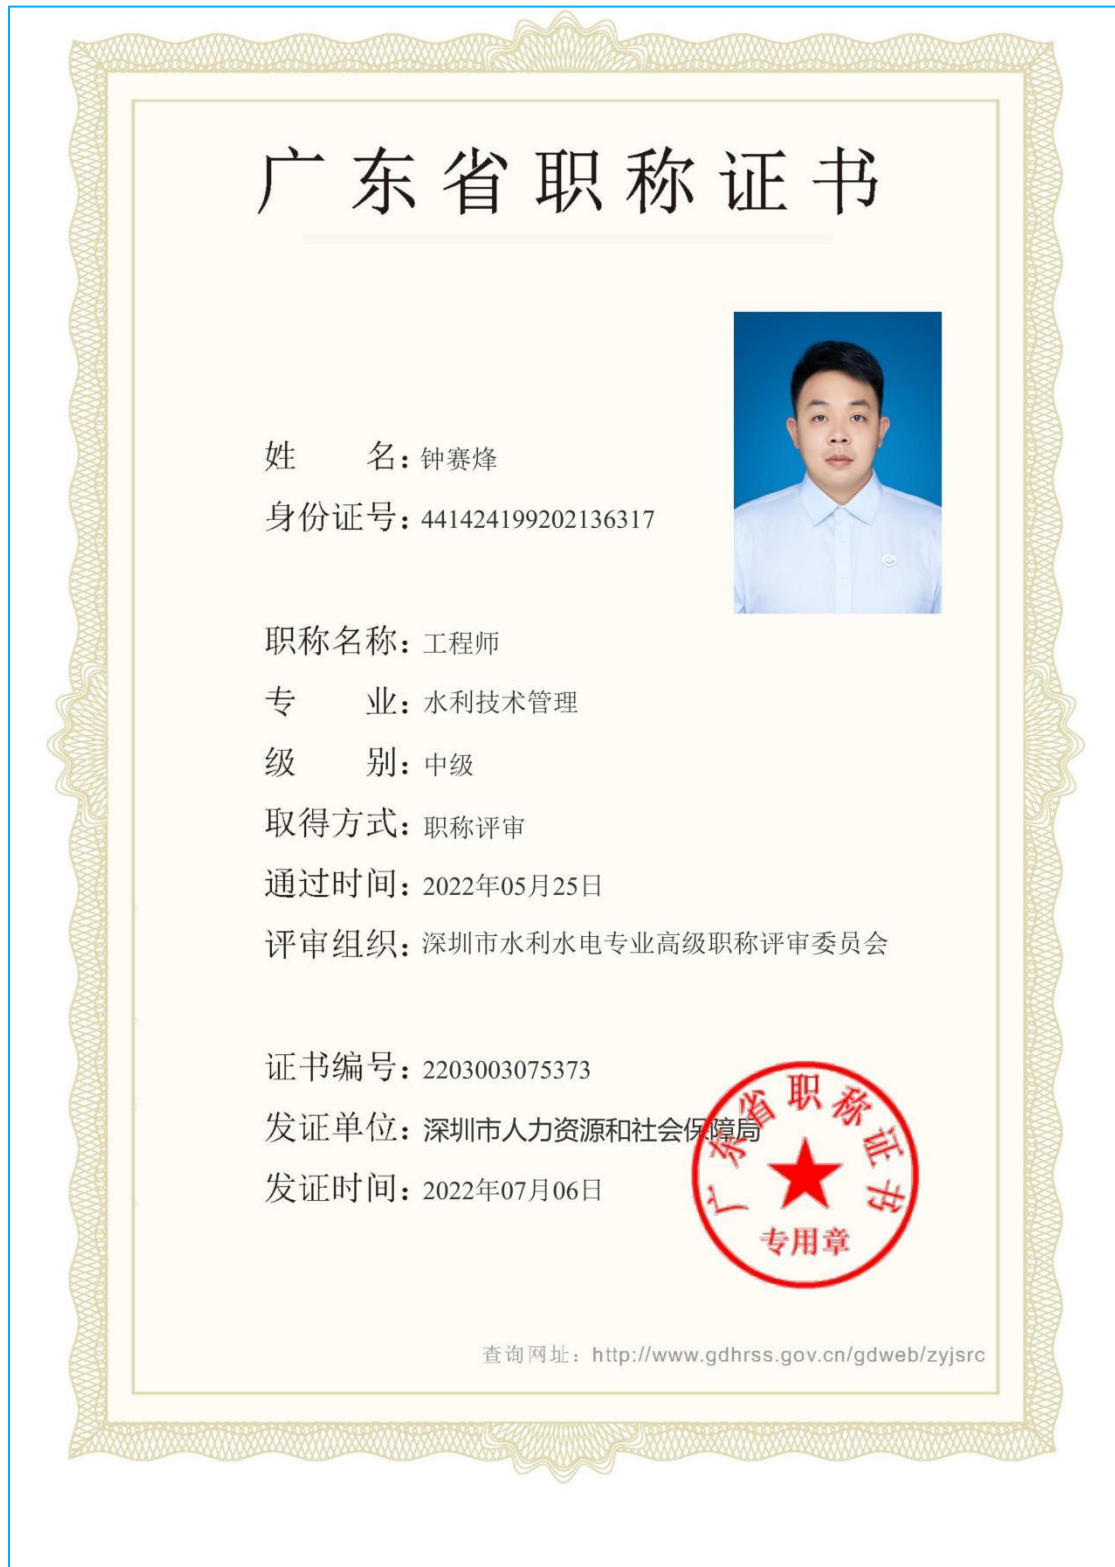 广东省职称证书
姓 名：钟赛烽
身份证号：441424199202136317
职称名称：工程师
专 业：水利技术管理
级 别：中级
取得方式：职称评审
通过时间：2022年05月25日
评审组织：深圳市水利水电专业高级职称评审委员会
证书编号：2203003075373
发证单位：深圳市人力资源和社会保障局
发证时间：2022年07月06日
广东省职称证书
专用章
查询网址：http://www.gdhrss.gov.cn/gdweb/zyjsrc